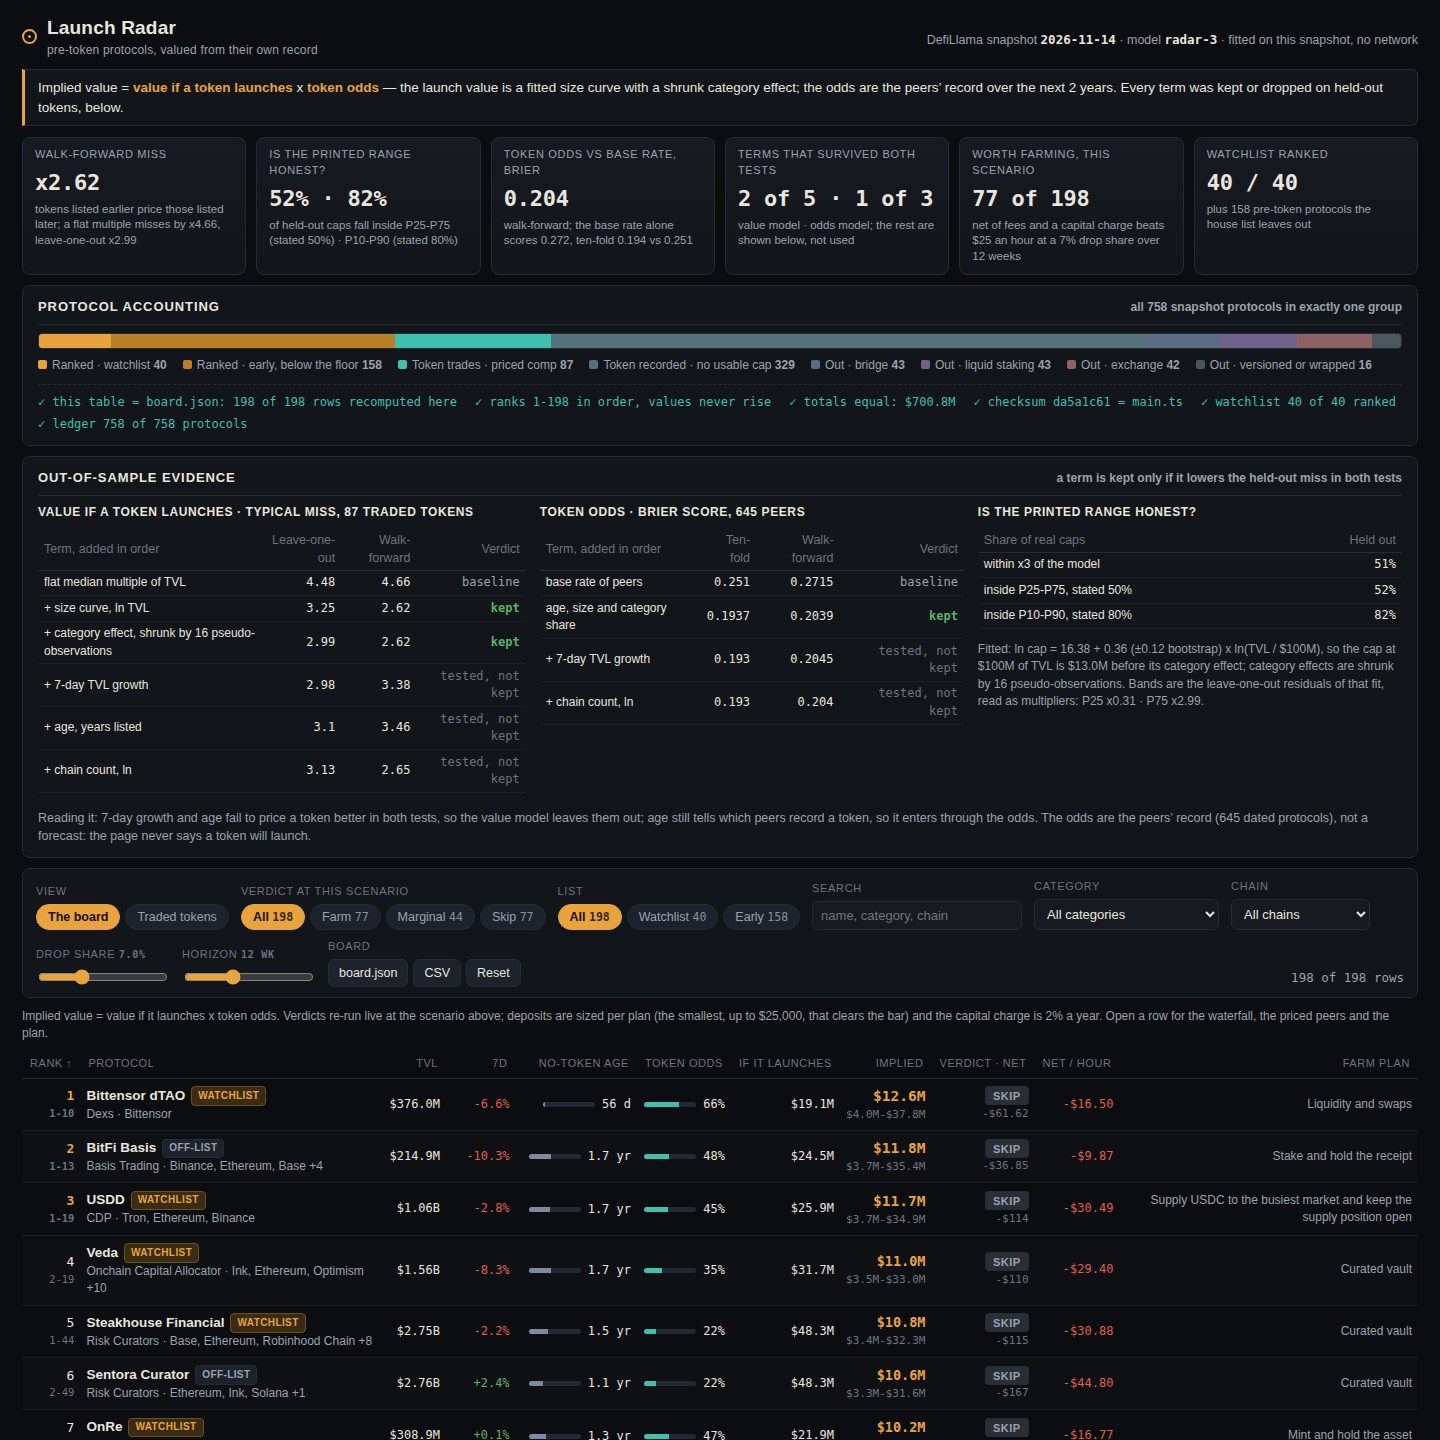 Launch Radar
pre-token protocols, valued from their own record
DefiLlama snapshot 2026-11-14 · model radar-3 · fitted on this snapshot, no network
Implied value = value if a token launches x token odds — the launch value is a fitted size curve with a shrunk category effect; the odds are the peers' record over the next 2 years. Every term was kept or dropped on held-out
tokens, below.
WALK-FORWARD MISS
x2.62
tokens listed earlier price those listed
later; a flat multiple misses by x4.66,
leave-one-out x2.99
IS THE PRINTED RANGE
HONEST?
52% · 82%
of held-out caps fall inside P25-P75
(stated 50%) · P10-P90 (stated 80%)
TOKEN ODDS VS BASE RATE,
BRIER
0.204
walk-forward; the base rate alone
scores 0.272, ten-fold 0.194 vs 0.251
TERMS THAT SURVIVED BOTH
TESTS
2 of 5 · 1 of 3
value model · odds model; the rest are
shown below, not used
WORTH FARMING, THIS
SCENARIO
77 of 198
net of fees and a capital charge beats
$25 an hour at a 7% drop share over
12 weeks
WATCHLIST RANKED
40 / 40
plus 158 pre-token protocols the
house list leaves out
PROTOCOL ACCOUNTING
all 758 snapshot protocols in exactly one group
Ranked · watchlist 40
Ranked · early, below the floor 158
Token trades · priced comp 87
Token recorded · no usable cap 329
Out · bridge 43
Out · liquid staking 43
Out · exchange 42
Out · versioned or wrapped 16
✓ this table = board.json: 198 of 198 rows recomputed here
✓ ranks 1-198 in order, values never rise
✓ totals equal: $700.8M
✓ checksum da5a1c61 = main.ts
✓ watchlist 40 of 40 ranked
✓ ledger 758 of 758 protocols
OUT-OF-SAMPLE EVIDENCE
a term is kept only if it lowers the held-out miss in both tests
VALUE IF A TOKEN LAUNCHES · TYPICAL MISS, 87 TRADED TOKENS
Term, added in order Leave-one-out Walk-forward Verdict
flat median multiple of TVL 4.48 4.66 baseline
+ size curve, ln TVL 3.25 2.62 kept
+ category effect, shrunk by 16 pseudo-
observations 2.99 2.62 kept
+ 7-day TVL growth 2.98 3.38 tested, not kept
+ age, years listed 3.1 3.46 tested, not kept
+ chain count, ln 3.13 2.65 tested, not kept
TOKEN ODDS · BRIER SCORE, 645 PEERS
Term, added in order Ten-fold Walk-forward Verdict
base rate of peers 0.251 0.2715 baseline
age, size and category
share 0.1937 0.2039 kept
+ 7-day TVL growth 0.193 0.2045 tested, not kept
+ chain count, ln 0.193 0.204 tested, not kept
IS THE PRINTED RANGE HONEST?
Share of real caps Held out
within x3 of the model 51%
inside P25-P75, stated 50% 52%
inside P10-P90, stated 80% 82%
Fitted: ln cap = 16.38 + 0.36 (±0.12 bootstrap) x ln(TVL / $100M), so the cap at
$100M of TVL is $13.0M before its category effect; category effects are shrunk
by 16 pseudo-observations. Bands are the leave-one-out residuals of that fit,
read as multipliers: P25 x0.31 · P75 x2.99.
Reading it: 7-day growth and age fail to price a token better in both tests, so the value model leaves them out; age still tells which peers record a token, so it enters through the odds. The odds are the peers' record (645 dated protocols), not a
forecast: the page never says a token will launch.
VIEW
The board
Traded tokens
VERDICT AT THIS SCENARIO
All 198
Farm 77
Marginal 44
Skip 77
LIST
All 198
Watchlist 40
Early 158
SEARCH
name, category, chain
CATEGORY
All categories
CHAIN
All chains
DROP SHARE 7.0%
HORIZON 12 WK
BOARD
board.json
CSV
Reset
198 of 198 rows
Implied value = value if it launches x token odds. Verdicts re-run live at the scenario above; deposits are sized per plan (the smallest, up to $25,000, that clears the bar) and the capital charge is 2% a year. Open a row for the waterfall, the priced peers and the
plan.
RANK ↑ PROTOCOL TVL 7D NO-TOKEN AGE TOKEN ODDS IF IT LAUNCHES IMPLIED VERDICT · NET NET / HOUR FARM PLAN
1 Bittensor dTAO WATCHLIST $376.0M -6.6% 56 d 66% $19.1M $12.6M SKIP -$16.50 Liquidity and swaps
1-10 Dexs · Bittensor $4.0M-$37.8M -$61.62
2 BitFi Basis OFF-LIST $214.9M -10.3% 1.7 yr 48% $24.5M $11.8M SKIP -$9.87 Stake and hold the receipt
1-13 Basis Trading · Binance, Ethereum, Base +4 $3.7M-$35.4M -$36.85
3 USDD WATCHLIST $1.06B -2.8% 1.7 yr 45% $25.9M $11.7M SKIP -$30.49 Supply USDC to the busiest market and keep the
1-19 CDP · Tron, Ethereum, Binance $3.7M-$34.9M -$114 supply position open
4 Veda WATCHLIST $1.56B -8.3% 1.7 yr 35% $31.7M $11.0M SKIP -$29.40 Curated vault
2-19 Onchain Capital Allocator · Ink, Ethereum, Optimism $3.5M-$33.0M -$110
+10
5 Steakhouse Financial WATCHLIST $2.75B -2.2% 1.5 yr 22% $48.3M $10.8M SKIP -$30.88 Curated vault
1-44 Risk Curators · Base, Ethereum, Robinhood Chain +8 $3.4M-$32.3M -$115
6 Sentora Curator OFF-LIST $2.76B +2.4% 1.1 yr 22% $48.3M $10.6M SKIP -$44.80 Curated vault
2-49 Risk Curators · Ethereum, Ink, Solana +1 $3.3M-$31.6M -$167
7 OnRe WATCHLIST $308.9M +0.1% 1.3 yr 47% $21.9M $10.2M SKIP -$16.77 Mint and hold the asset